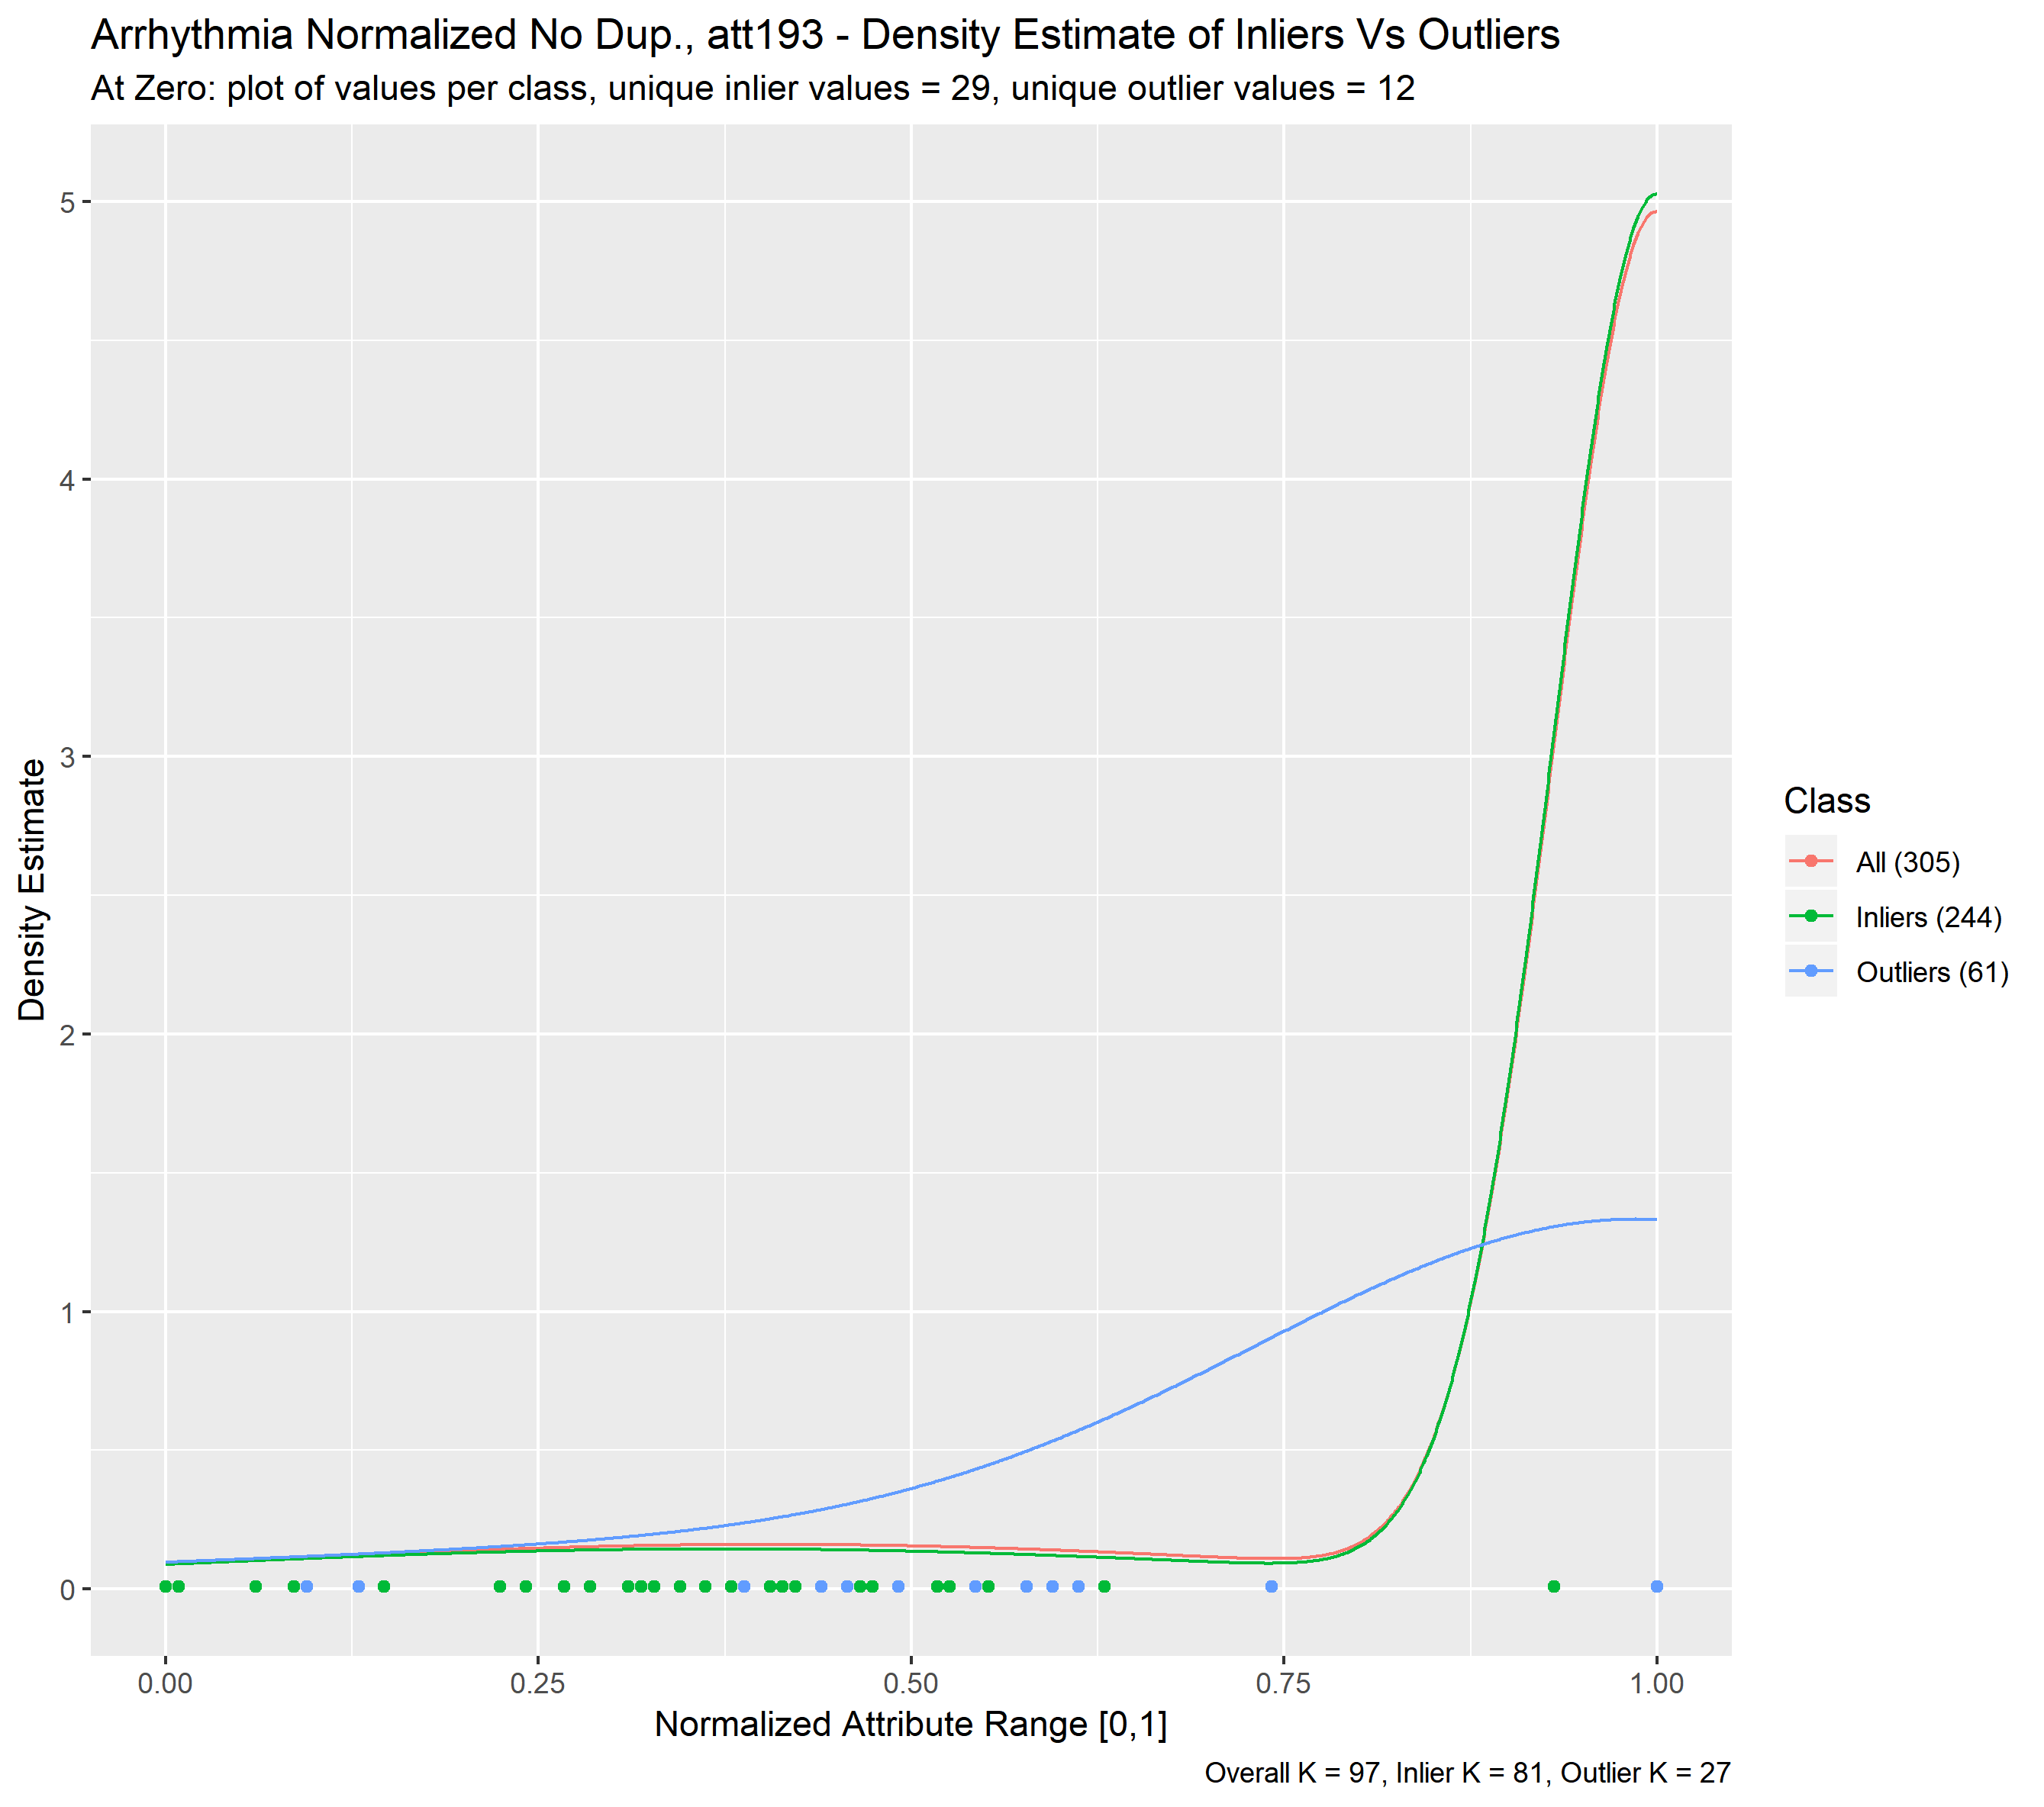 Arrhythmia Normalized No Dup., att193 - Density Estimate of Inliers Vs Outliers
At Zero: plot of values per class, unique inlier values = 29, unique outlier values = 12
5
4
3
2
1
0
Density Estimate
0.00 0.25 0.50 0.75 1.00
Normalized Attribute Range [0,1]
Class
All (305)
Inliers (244)
Outliers (61)
Overall K = 97, Inlier K = 81, Outlier K = 27